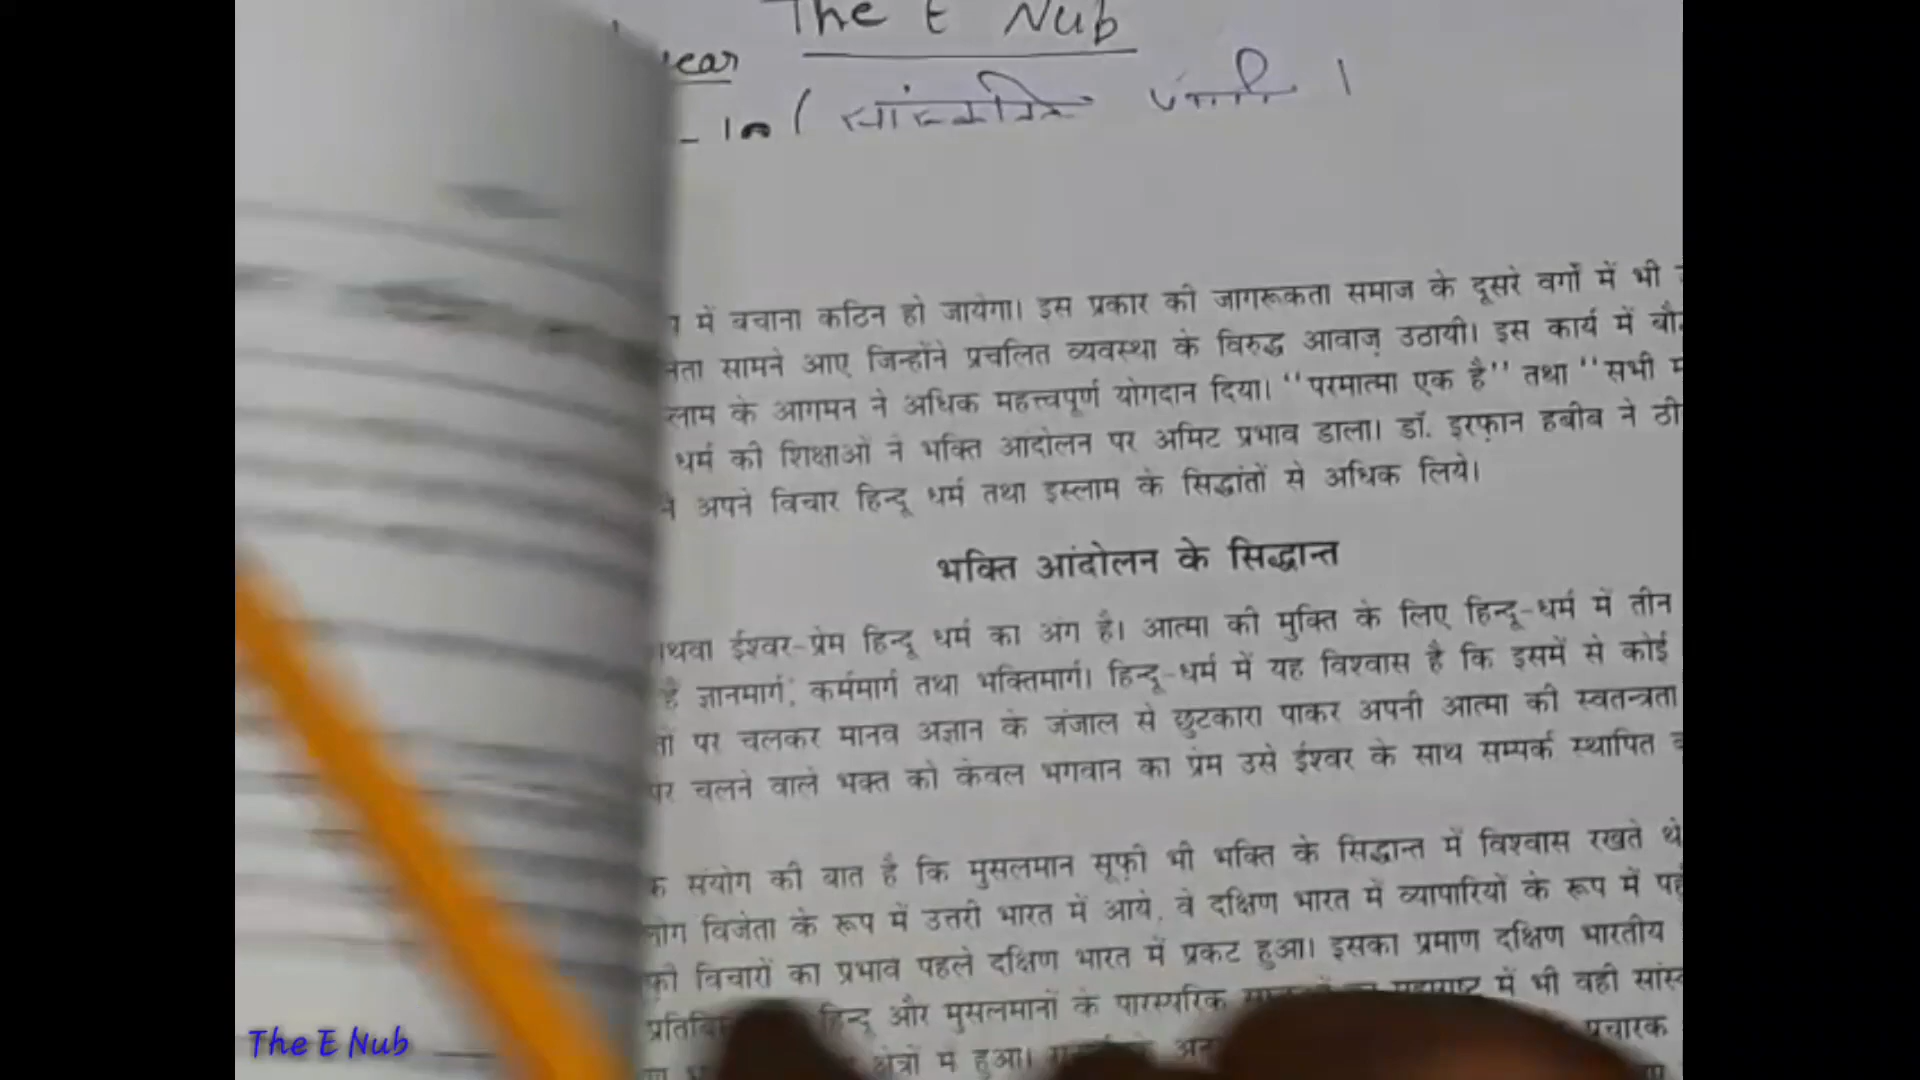 The E Nub
में बचाना कठिन हो जायेगा। इस प्रकार की जागरूकता समाज के दूसरे वर्गों में भी
सामने आए जिन्होंने प्रचलित व्यवस्था के विरुद्ध आवाज़ उठायी। इस कार्य में
के आगमन ने अधिक महत्त्वपूर्ण योगदान दिया। ''परमात्मा एक है'' तथा ''सभी
धर्म की शिक्षाओं ने भक्ति आंदोलन पर अमिट प्रभाव डाला। डॉ. इरफ़ान हबीब ने
अपने विचार हिन्दू धर्म तथा इस्लाम के सिद्धांतों से अधिक लिये।
भक्ति आंदोलन के सिद्धान्त
ईश्वर-प्रेम हिन्दू धर्म का अंग है। आत्मा की मुक्ति के लिए हिन्दू-धर्म में तीन
है ज्ञानमार्ग, कर्ममार्ग तथा भक्तिमार्ग। हिन्दू-धर्म में यह विश्वास है कि इसमें से कोई
पर चलकर मानव अज्ञान के जंजाल से छुटकारा पाकर अपनी आत्मा की स्वतन्त्रता
पर चलने वाले भक्त को केवल भगवान का प्रेम उसे ईश्वर के साथ सम्पर्क स्थापित
संयोग की बात है कि मुसलमान सूफ़ी भी भक्ति के सिद्धान्त में विश्वास रखते थे
विजेता के रूप में उत्तरी भारत में आये, वे दक्षिण भारत में व्यापारियों के रूप में
विचारों का प्रभाव पहले दक्षिण भारत में प्रकट हुआ। इसका प्रमाण दक्षिण भारतीय
हिन्दू और मुसलमानों के पारस्परिक में भी वही
क्षेत्रों में हुआ। प्रचारक
The E Nub